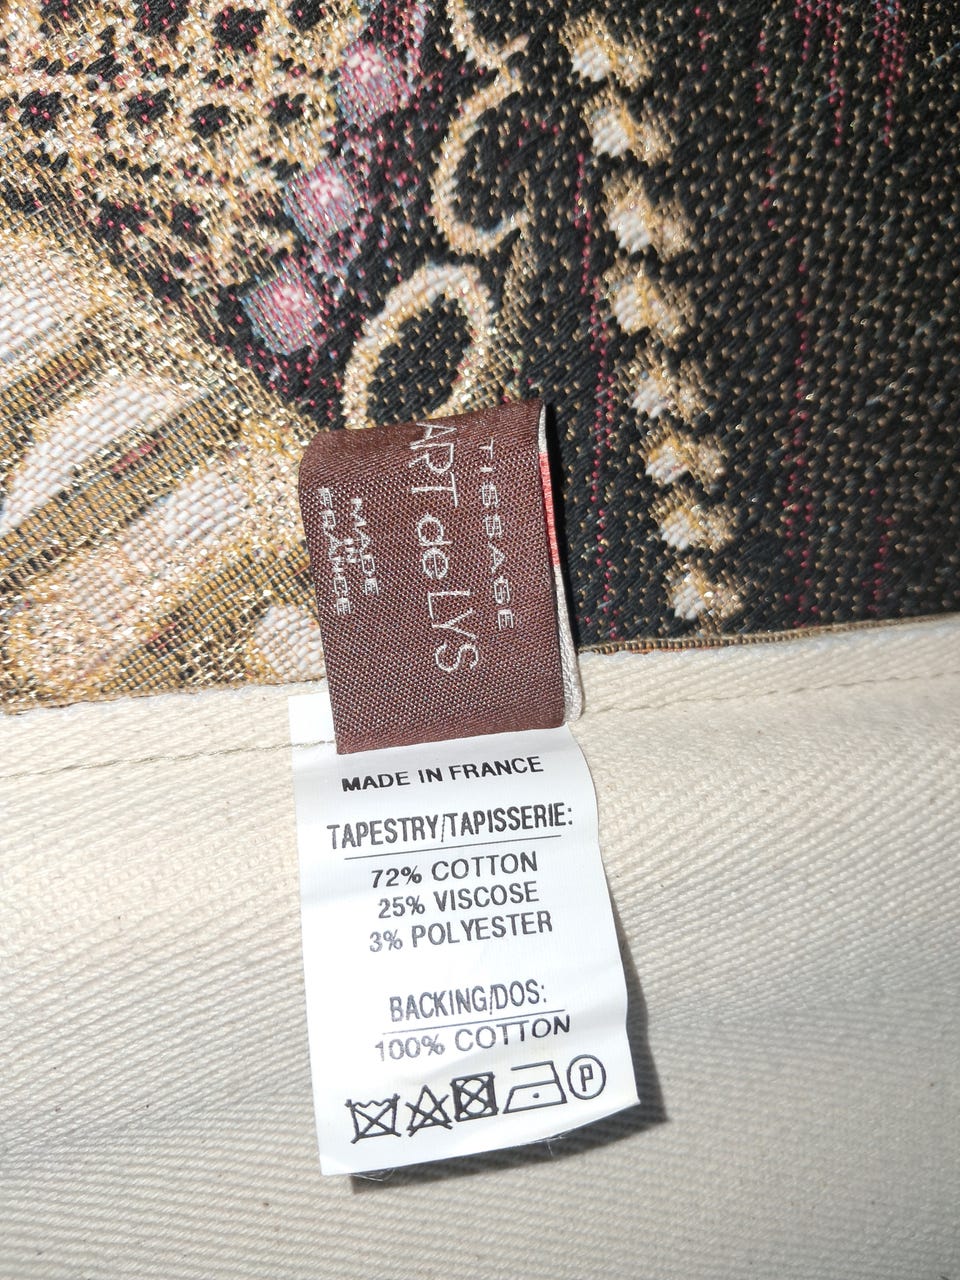 TISSAGE
ART de LYS
MADE
IN
FRANCE
MADE IN FRANCE
TAPESTRY/TAPISSERIE:
72% COTTON
25% VISCOSE
3% POLYESTER
BACKING/DOS:
100% COTTON
P